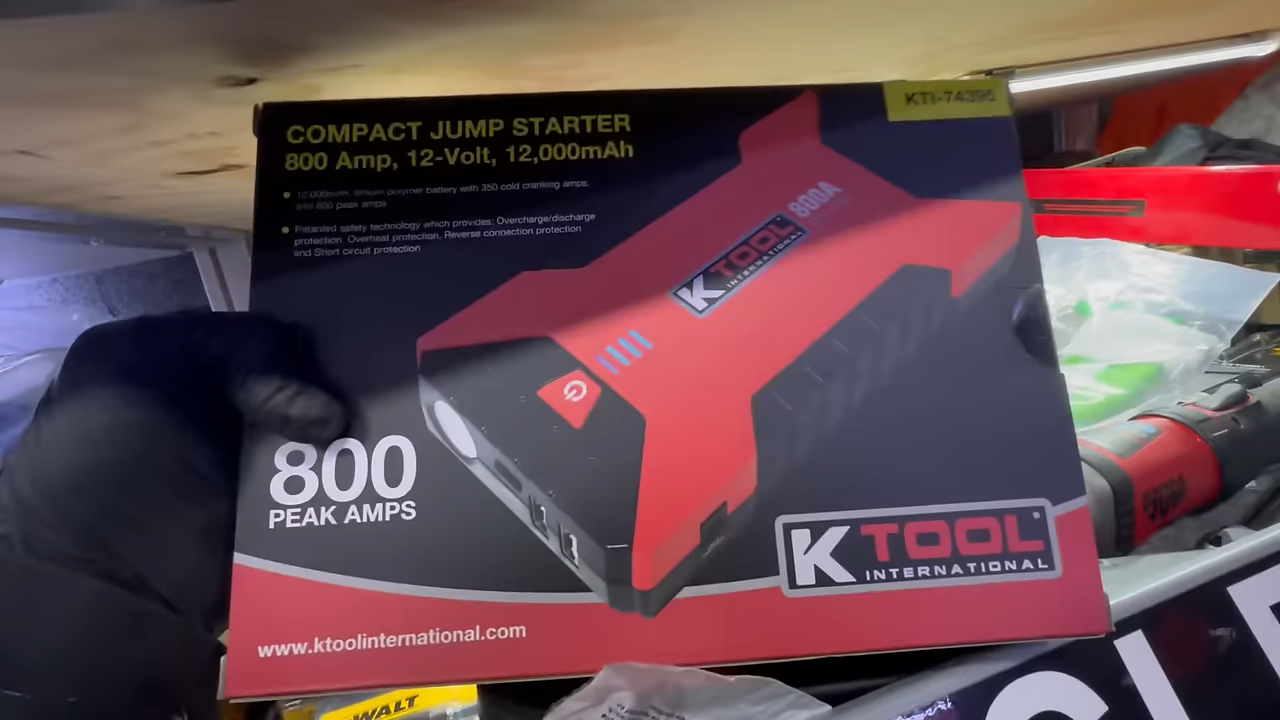 KTI-74395
COMPACT JUMP STARTER
800 Amp, 12-Volt, 12,000mAh
12,000mAh, lithium polymer battery with 350 cold cranking amps,
and 800 peak amps
Patented safety technology which provides: Overcharge/discharge
protection, Overheat protection, Reverse connection protection
and Short circuit protection
800A
K TOOL
INTERNATIONAL
800
PEAK AMPS
K TOOL
INTERNATIONAL
www.ktoolinternational.com
WALT